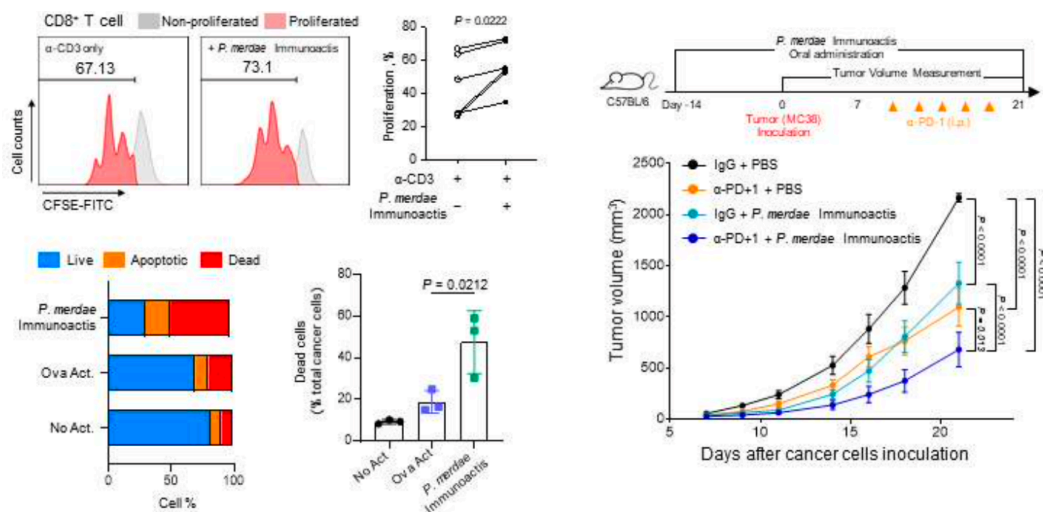 CD8⁺ T cell Non-proliferated Proliferated
α-CD3 only
67.13
+ P. merdae Immunoactis
73.1
Cell counts
CFSE-FITC
P = 0.0222
Proliferation, %
80
60
40
20
0
α-CD3 + +
P. merdae Immunoactis − +
P. merdae Immunoactis
Oral administration
Tumor Volume Measurement
C57BL/6
Day -14 0 7 21
Tumor (MC38)
Inoculation
α-PD-1 (i.p.)
Live Apoptotic Dead
P. merdae
Immunoactis
Ova Act.
No Act.
0 50 100
Cell %
Dead cells
(% total cancer cells)
80
60
40
20
0
P = 0.0212
No Act
Ova Act
P. merdae
Immunoactis
Tumor volume (mm³)
2500
2000
1500
1000
500
0
IgG + PBS
α-PD+1 + PBS
IgG + P. merdae Immunoactis
α-PD+1 + P. merdae Immunoactis
P < 0.0001
P < 0.0001
P < 0.0001
P = 0.012
P < 0.0001
5 10 15 20
Days after cancer cells inoculation